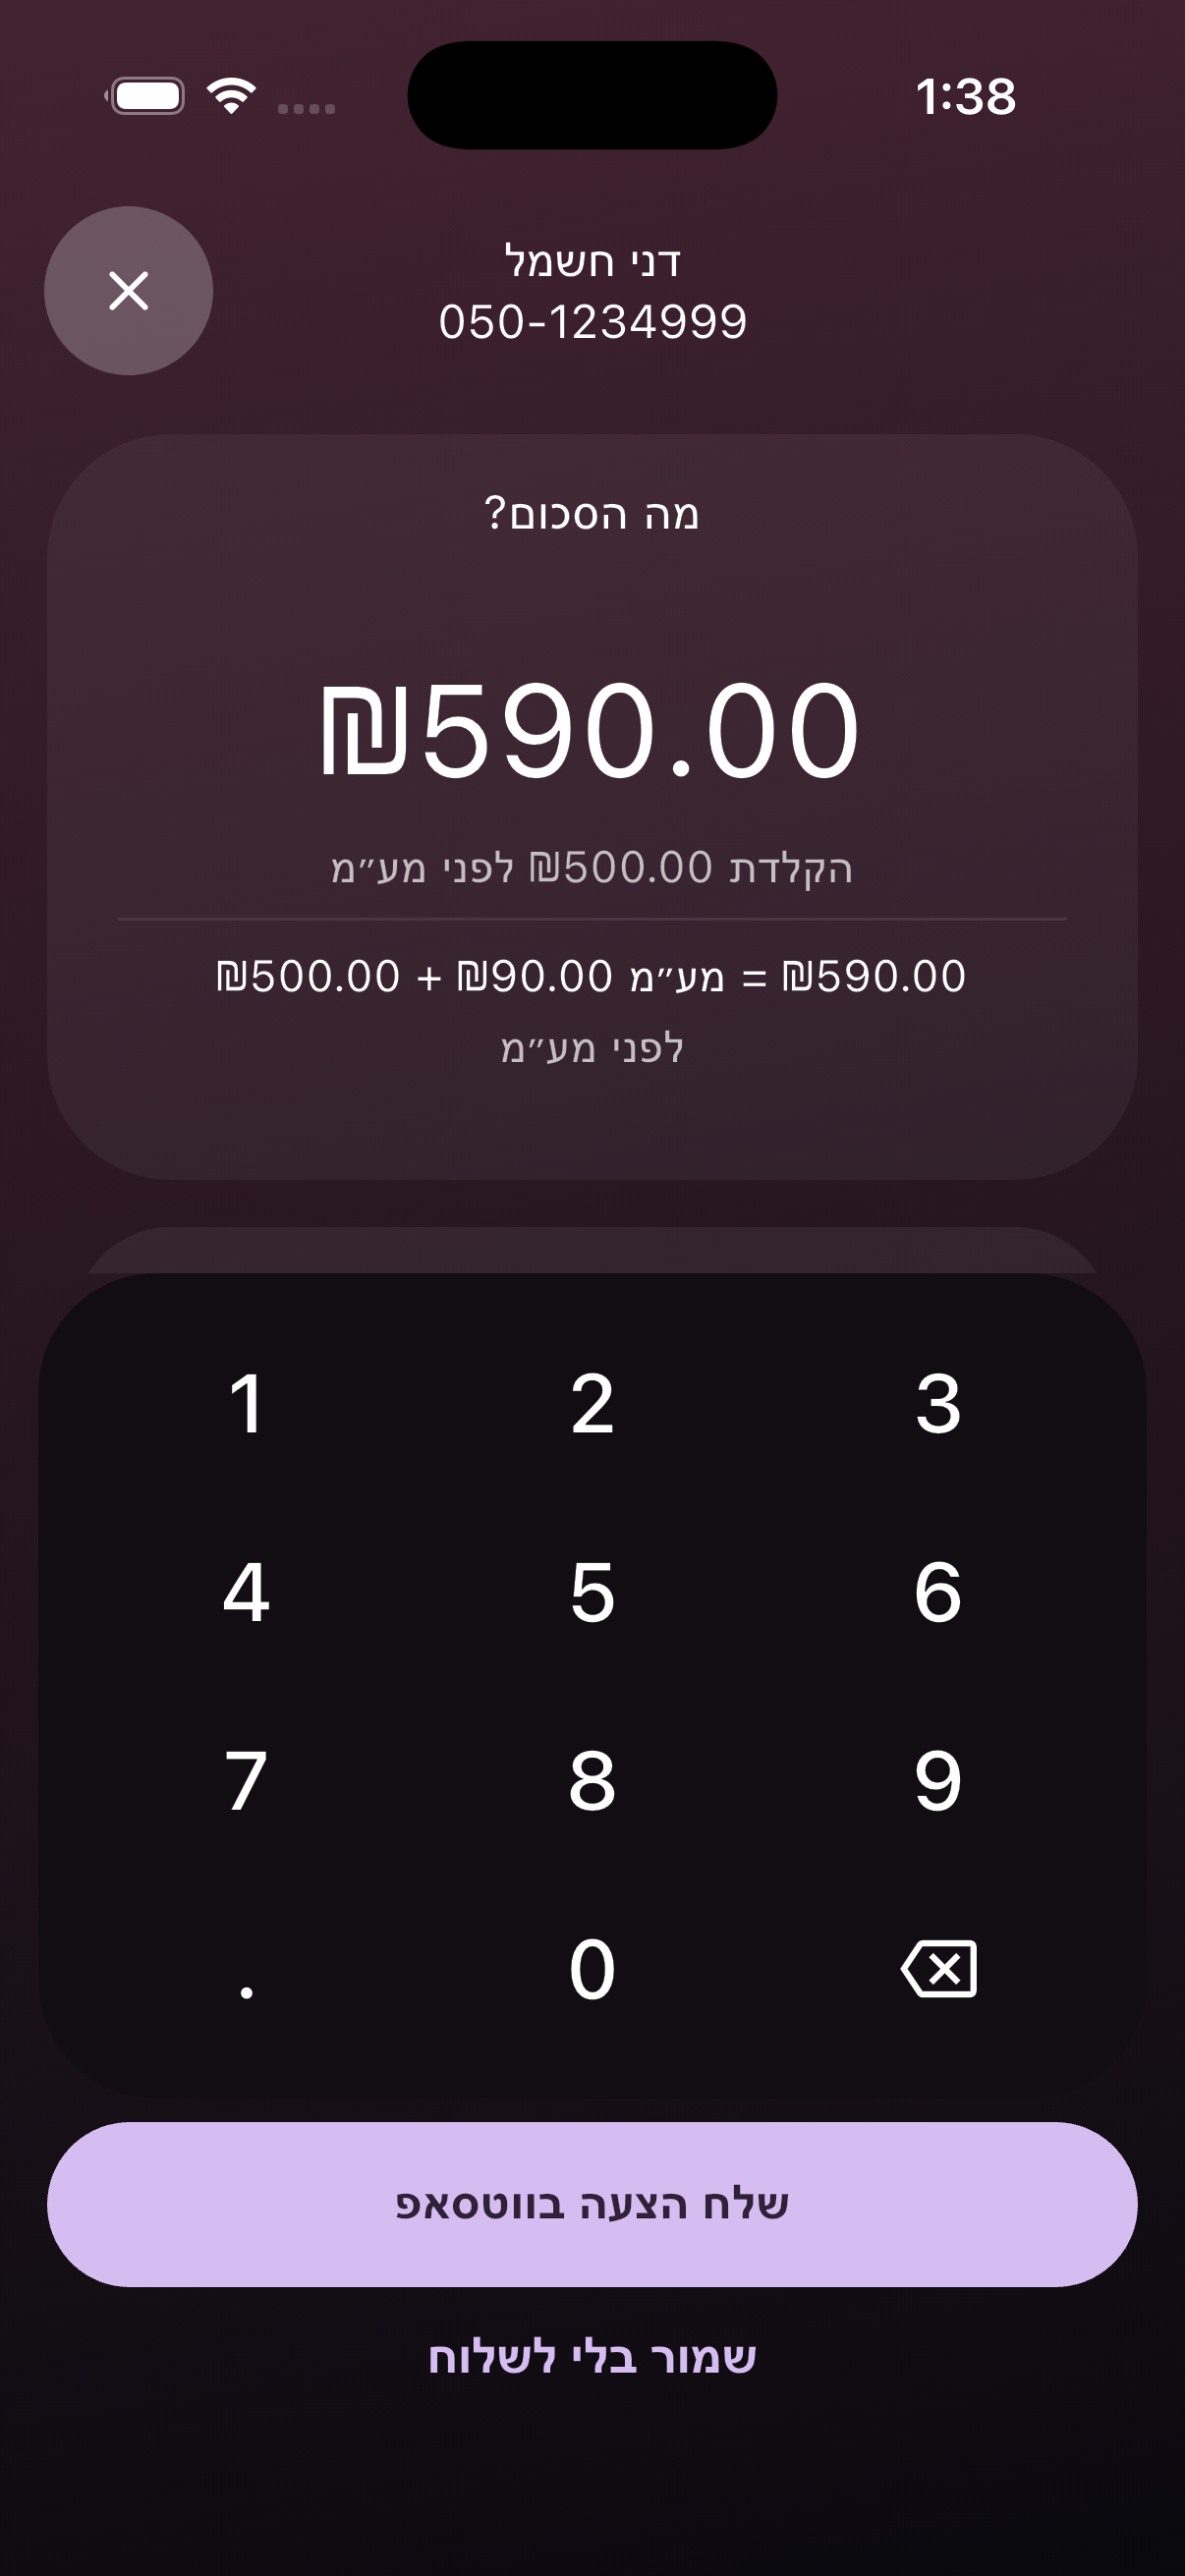 1:38
דני חשמל
050-1234999
מה הסכום?
₪590.00
הקלדת ₪500.00 לפני מע״מ
₪500.00 + ₪90.00 מע״מ = ₪590.00
לפני מע״מ
1 2 3
4 5 6
7 8 9
. 0
שלח הצעה בווטסאפ
שמור בלי לשלוח